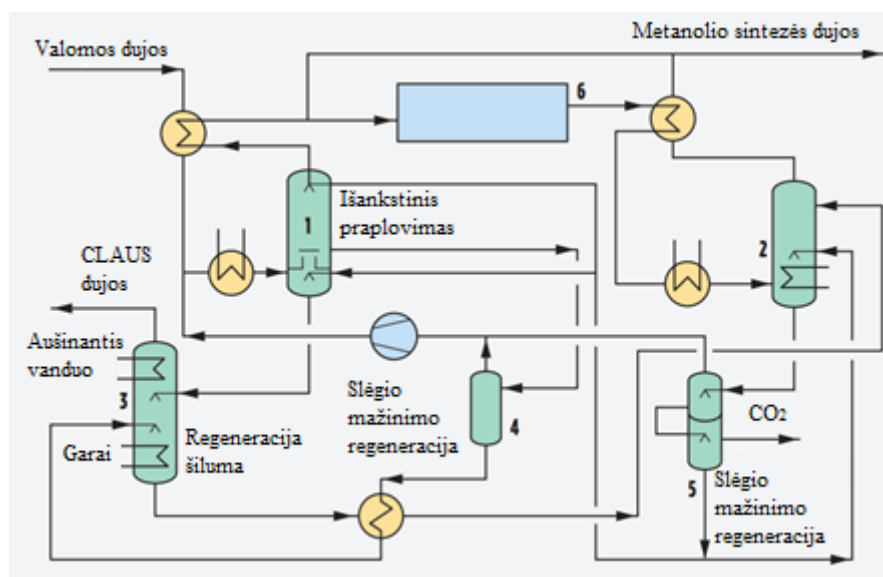 Valomos dujos
Metanolio sintezės dujos
6
Išankstinis
praplovimas
1
2
CLAUS
dujos
Aušinantis
vanduo
3
Garai
Regeneracija
šiluma
Slėgio
mažinimo
regeneracija
4
CO2
5
Slėgio
mažinimo
regeneracija